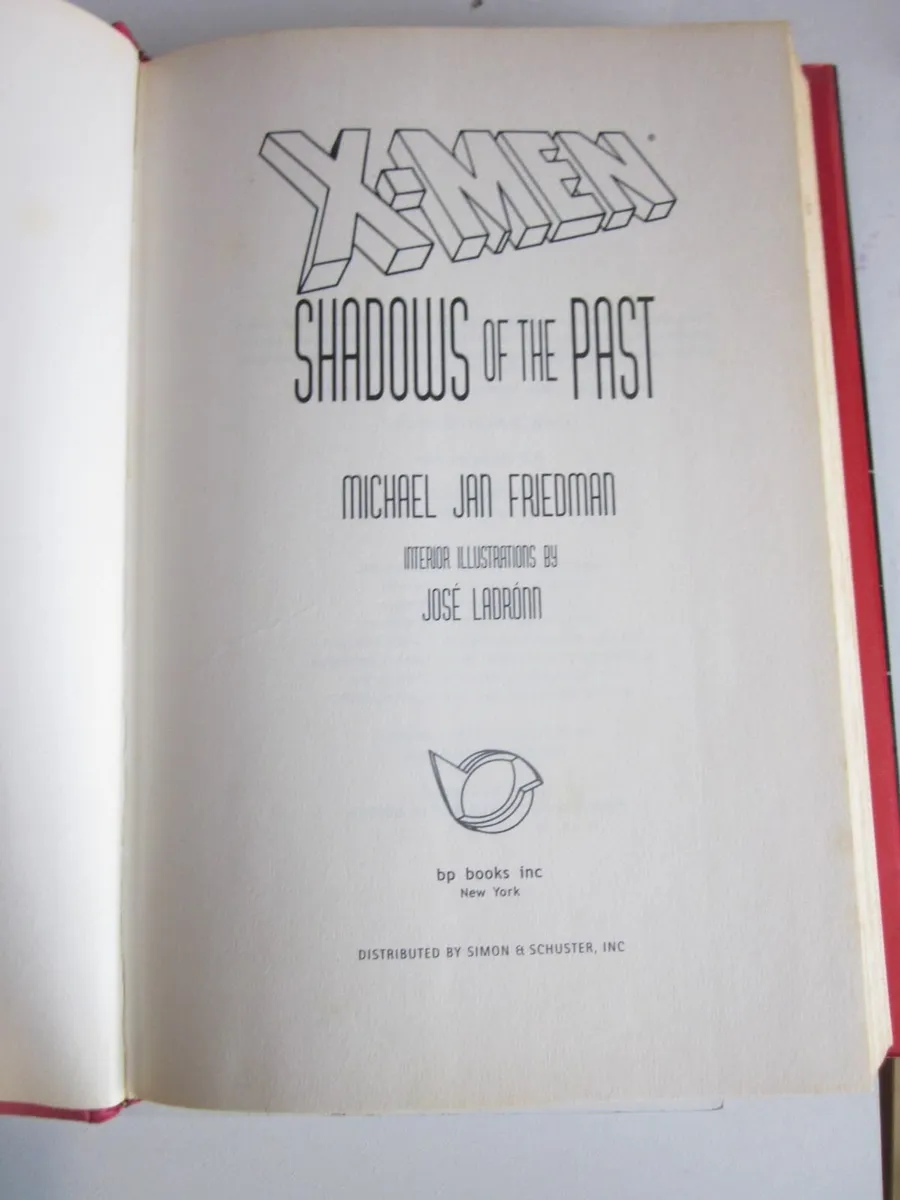 X-MEN
SHADOWS OF THE PAST
MICHAEL JAN FRIEDMAN
INTERIOR ILLUSTRATIONS BY
JOSÉ LADRÓNN
bp books inc
New York
DISTRIBUTED BY SIMON & SCHUSTER, INC